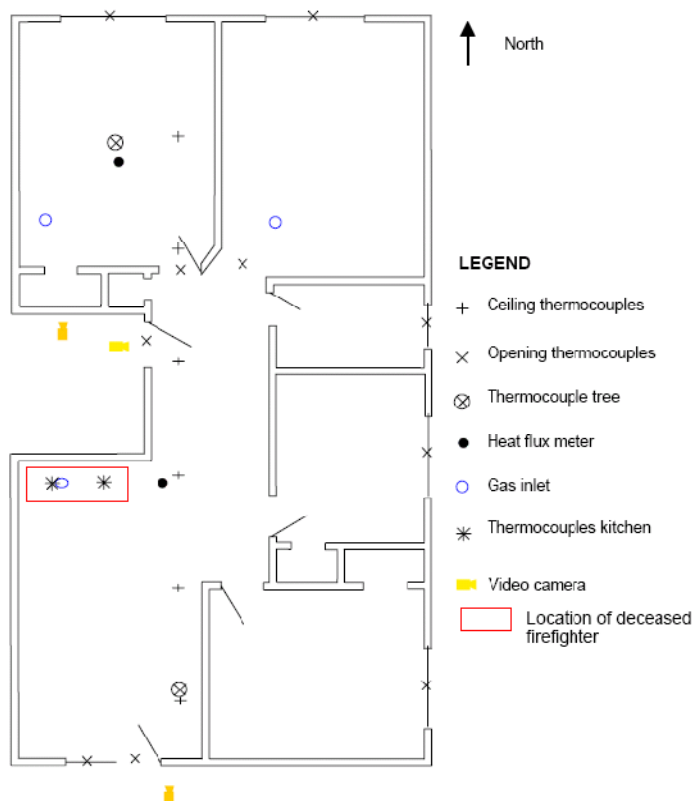 North
LEGEND
Ceiling thermocouples
Opening thermocouples
Thermocouple tree
Heat flux meter
Gas inlet
Thermocouples kitchen
Video camera
Location of deceased
firefighter